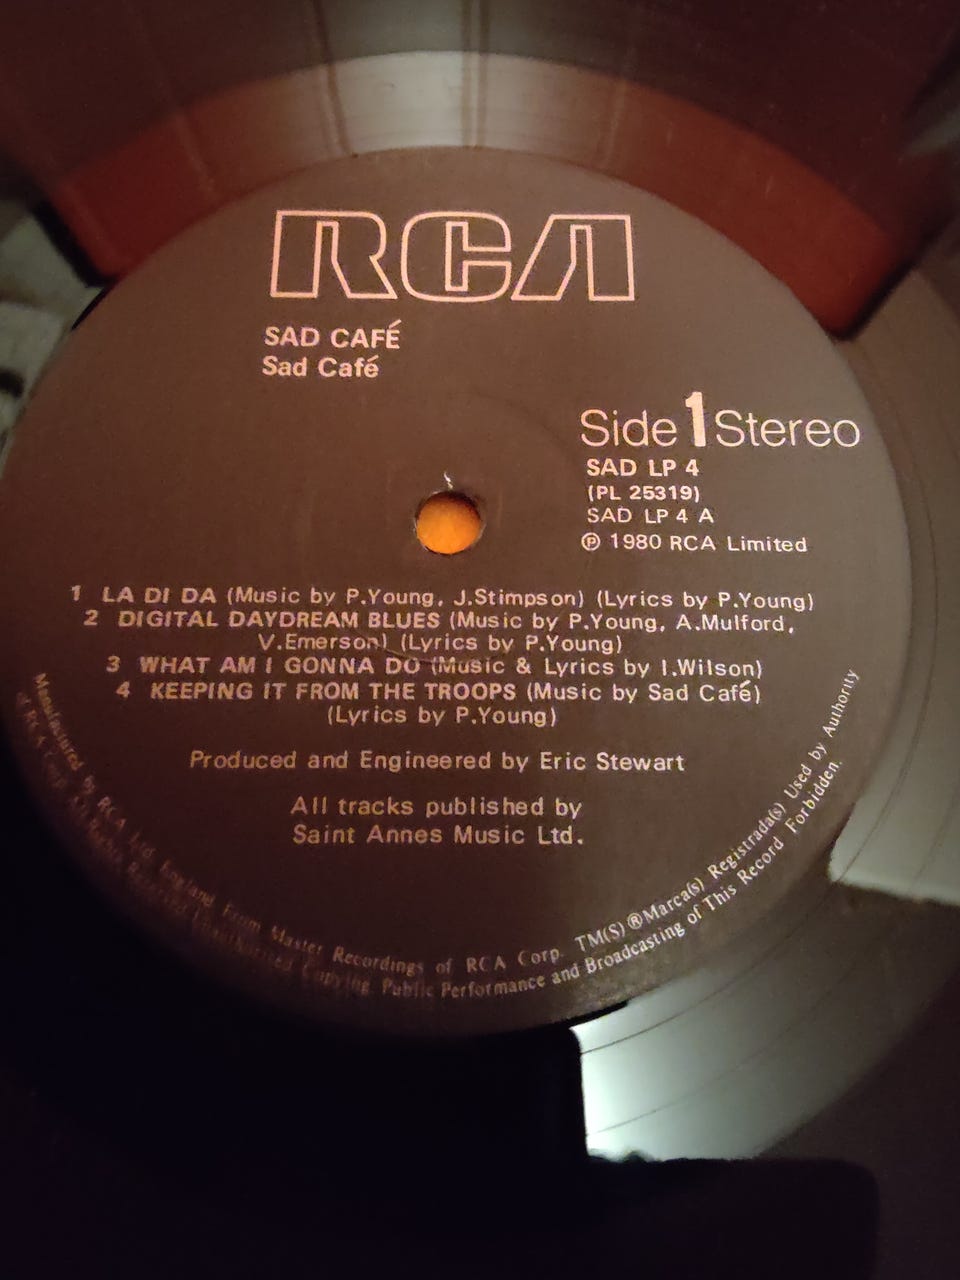 RCA
SAD CAFÉ
Sad Café
Side 1 Stereo
SAD LP 4
(PL 25319)
SAD LP 4 A
℗ 1980 RCA Limited
1 LA DI DA (Music by P.Young, J.Stimpson) (Lyrics by P.Young)
2 DIGITAL DAYDREAM BLUES (Music by P.Young, A.Mulford,
V.Emerson) (Lyrics by P.Young)
3 WHAT AM I GONNA DO (Music & Lyrics by I.Wilson)
4 KEEPING IT FROM THE TROOPS (Music by Sad Café)
(Lyrics by P.Young)
Produced and Engineered by Eric Stewart
All tracks published by
Saint Annes Music Ltd.
Manufactured by RCA Ltd. England From Master Recordings of RCA Corp. TM(S) ® Marca(s) Registrada(s) Used by Authority
of RCA Corp. Copying Public Performance and Broadcasting of This Record Forbidden.